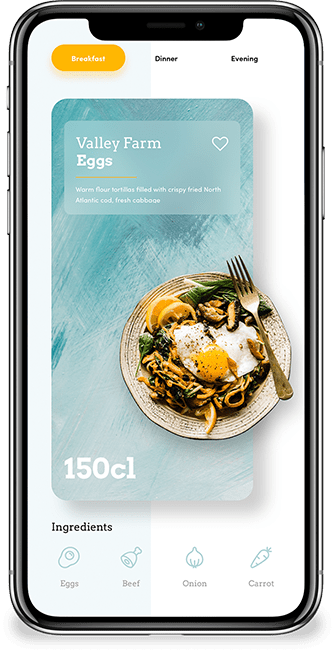 Breakfast Dinner Evening
Valley Farm
Eggs
Warm flour tortillas filled with crispy fried North
Atlantic cod, fresh cabbage
150cl
Ingredients
Eggs Beef Onion Carrot